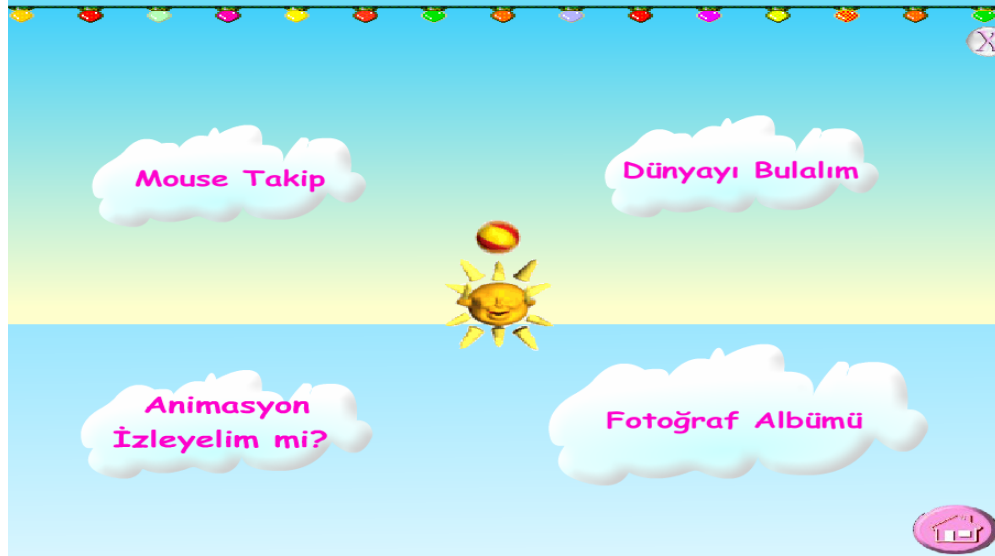 X
Mouse Takip
Dünyayı Bulalım
Animasyon
İzleyelim mi?
Fotoğraf Albümü